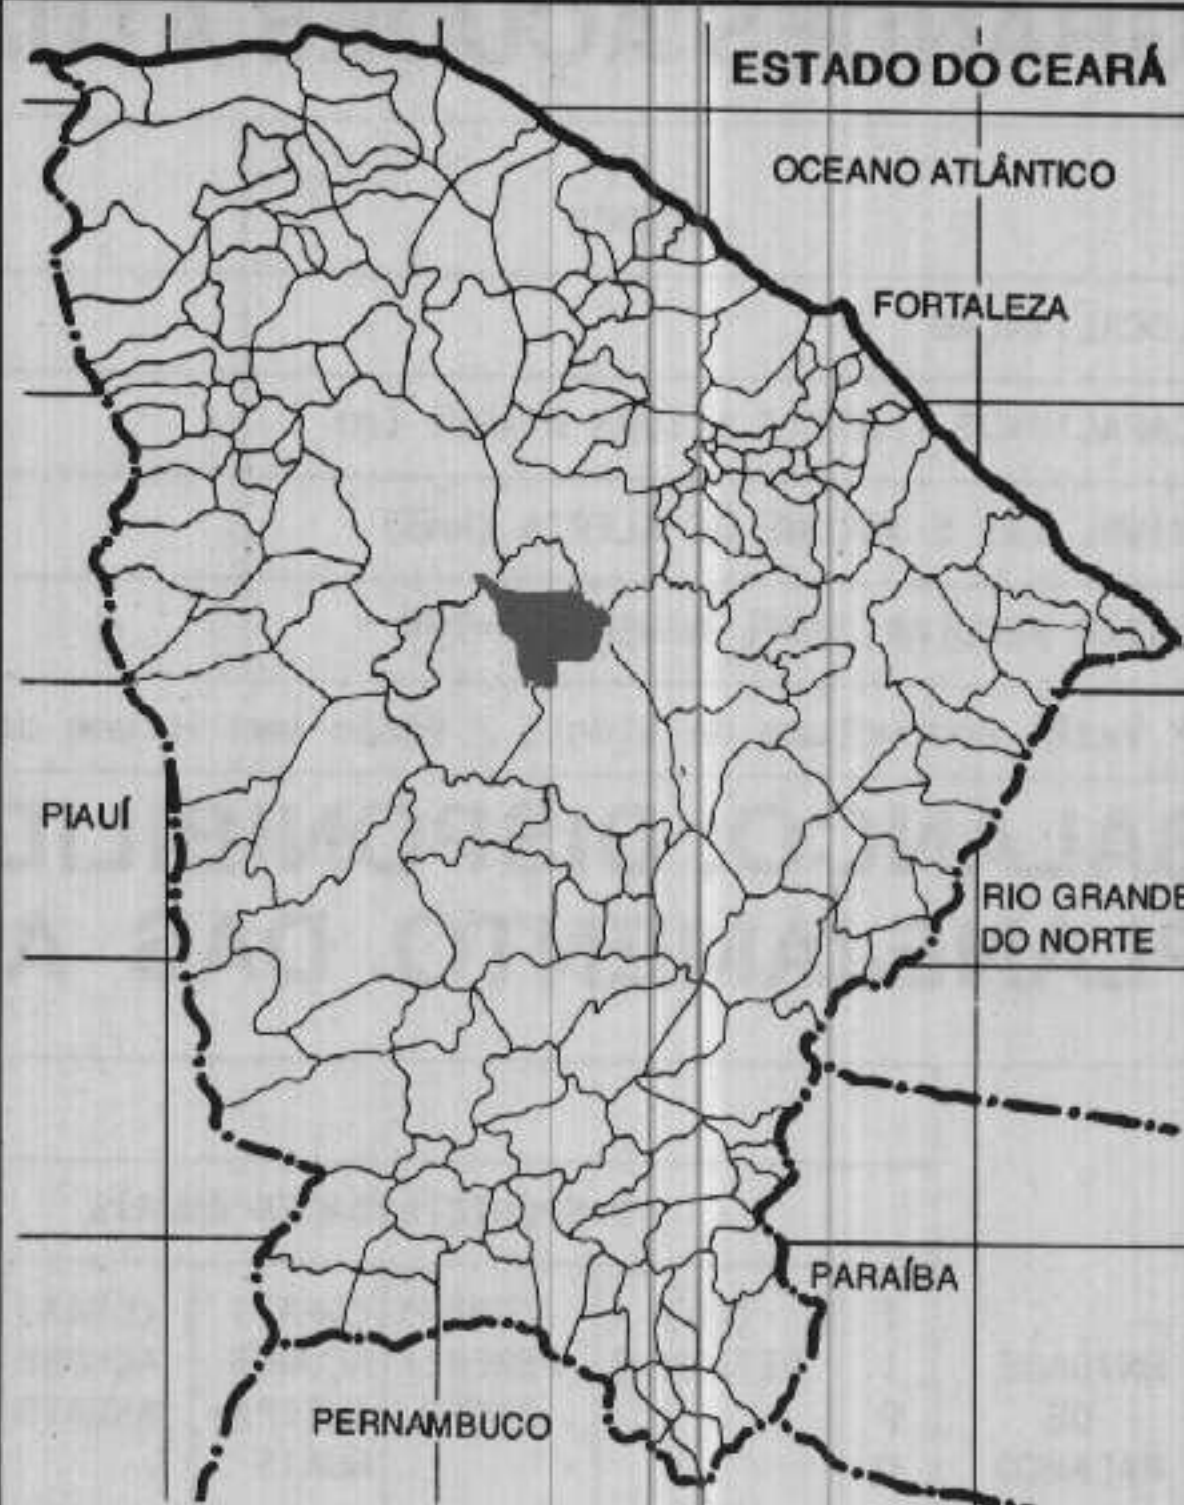 ESTADO DO CEARÁ
OCEANO ATLÂNTICO
FORTALEZA
PIAUÍ
RIO GRANDE
DO NORTE
PARAÍBA
PERNAMBUCO